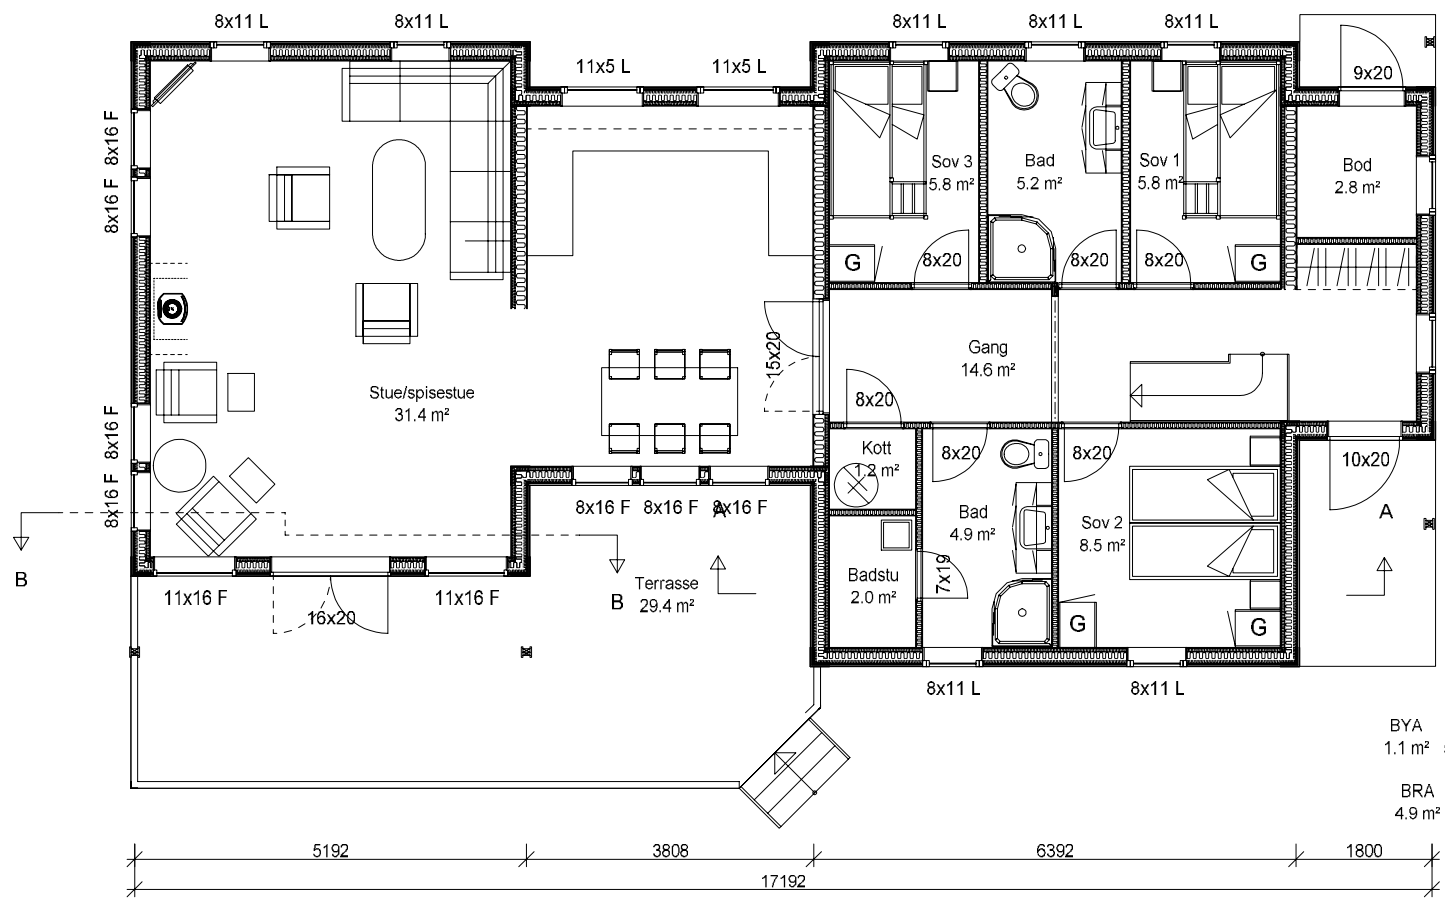 8x11 L
8x11 L
8x11 L
8x11 L
8x11 L
11x5 L
11x5 L
9x20
8x16 F
8x16 F
Sov 3
5.8 m²
Bad
5.2 m²
Sov 1
5.8 m²
Bod
2.8 m²
G
8x20
8x20
8x20
G
15x20
Gang
14.6 m²
Stue/spisestue
31.4 m²
8x20
8x16 F
8x16 F
Kott
1.2 m²
8x20
8x20
10x20
8x16 F
8x16 F
8x16 F
A
A
Bad
4.9 m²
Sov 2
8.5 m²
B
B
Badstu
2.0 m²
7x19
Terrasse
29.4 m²
11x16 F
11x16 F
16x20
G
G
8x11 L
8x11 L
BYA
1.1 m²
BRA
4.9 m²
5192
3808
6392
1800
17192